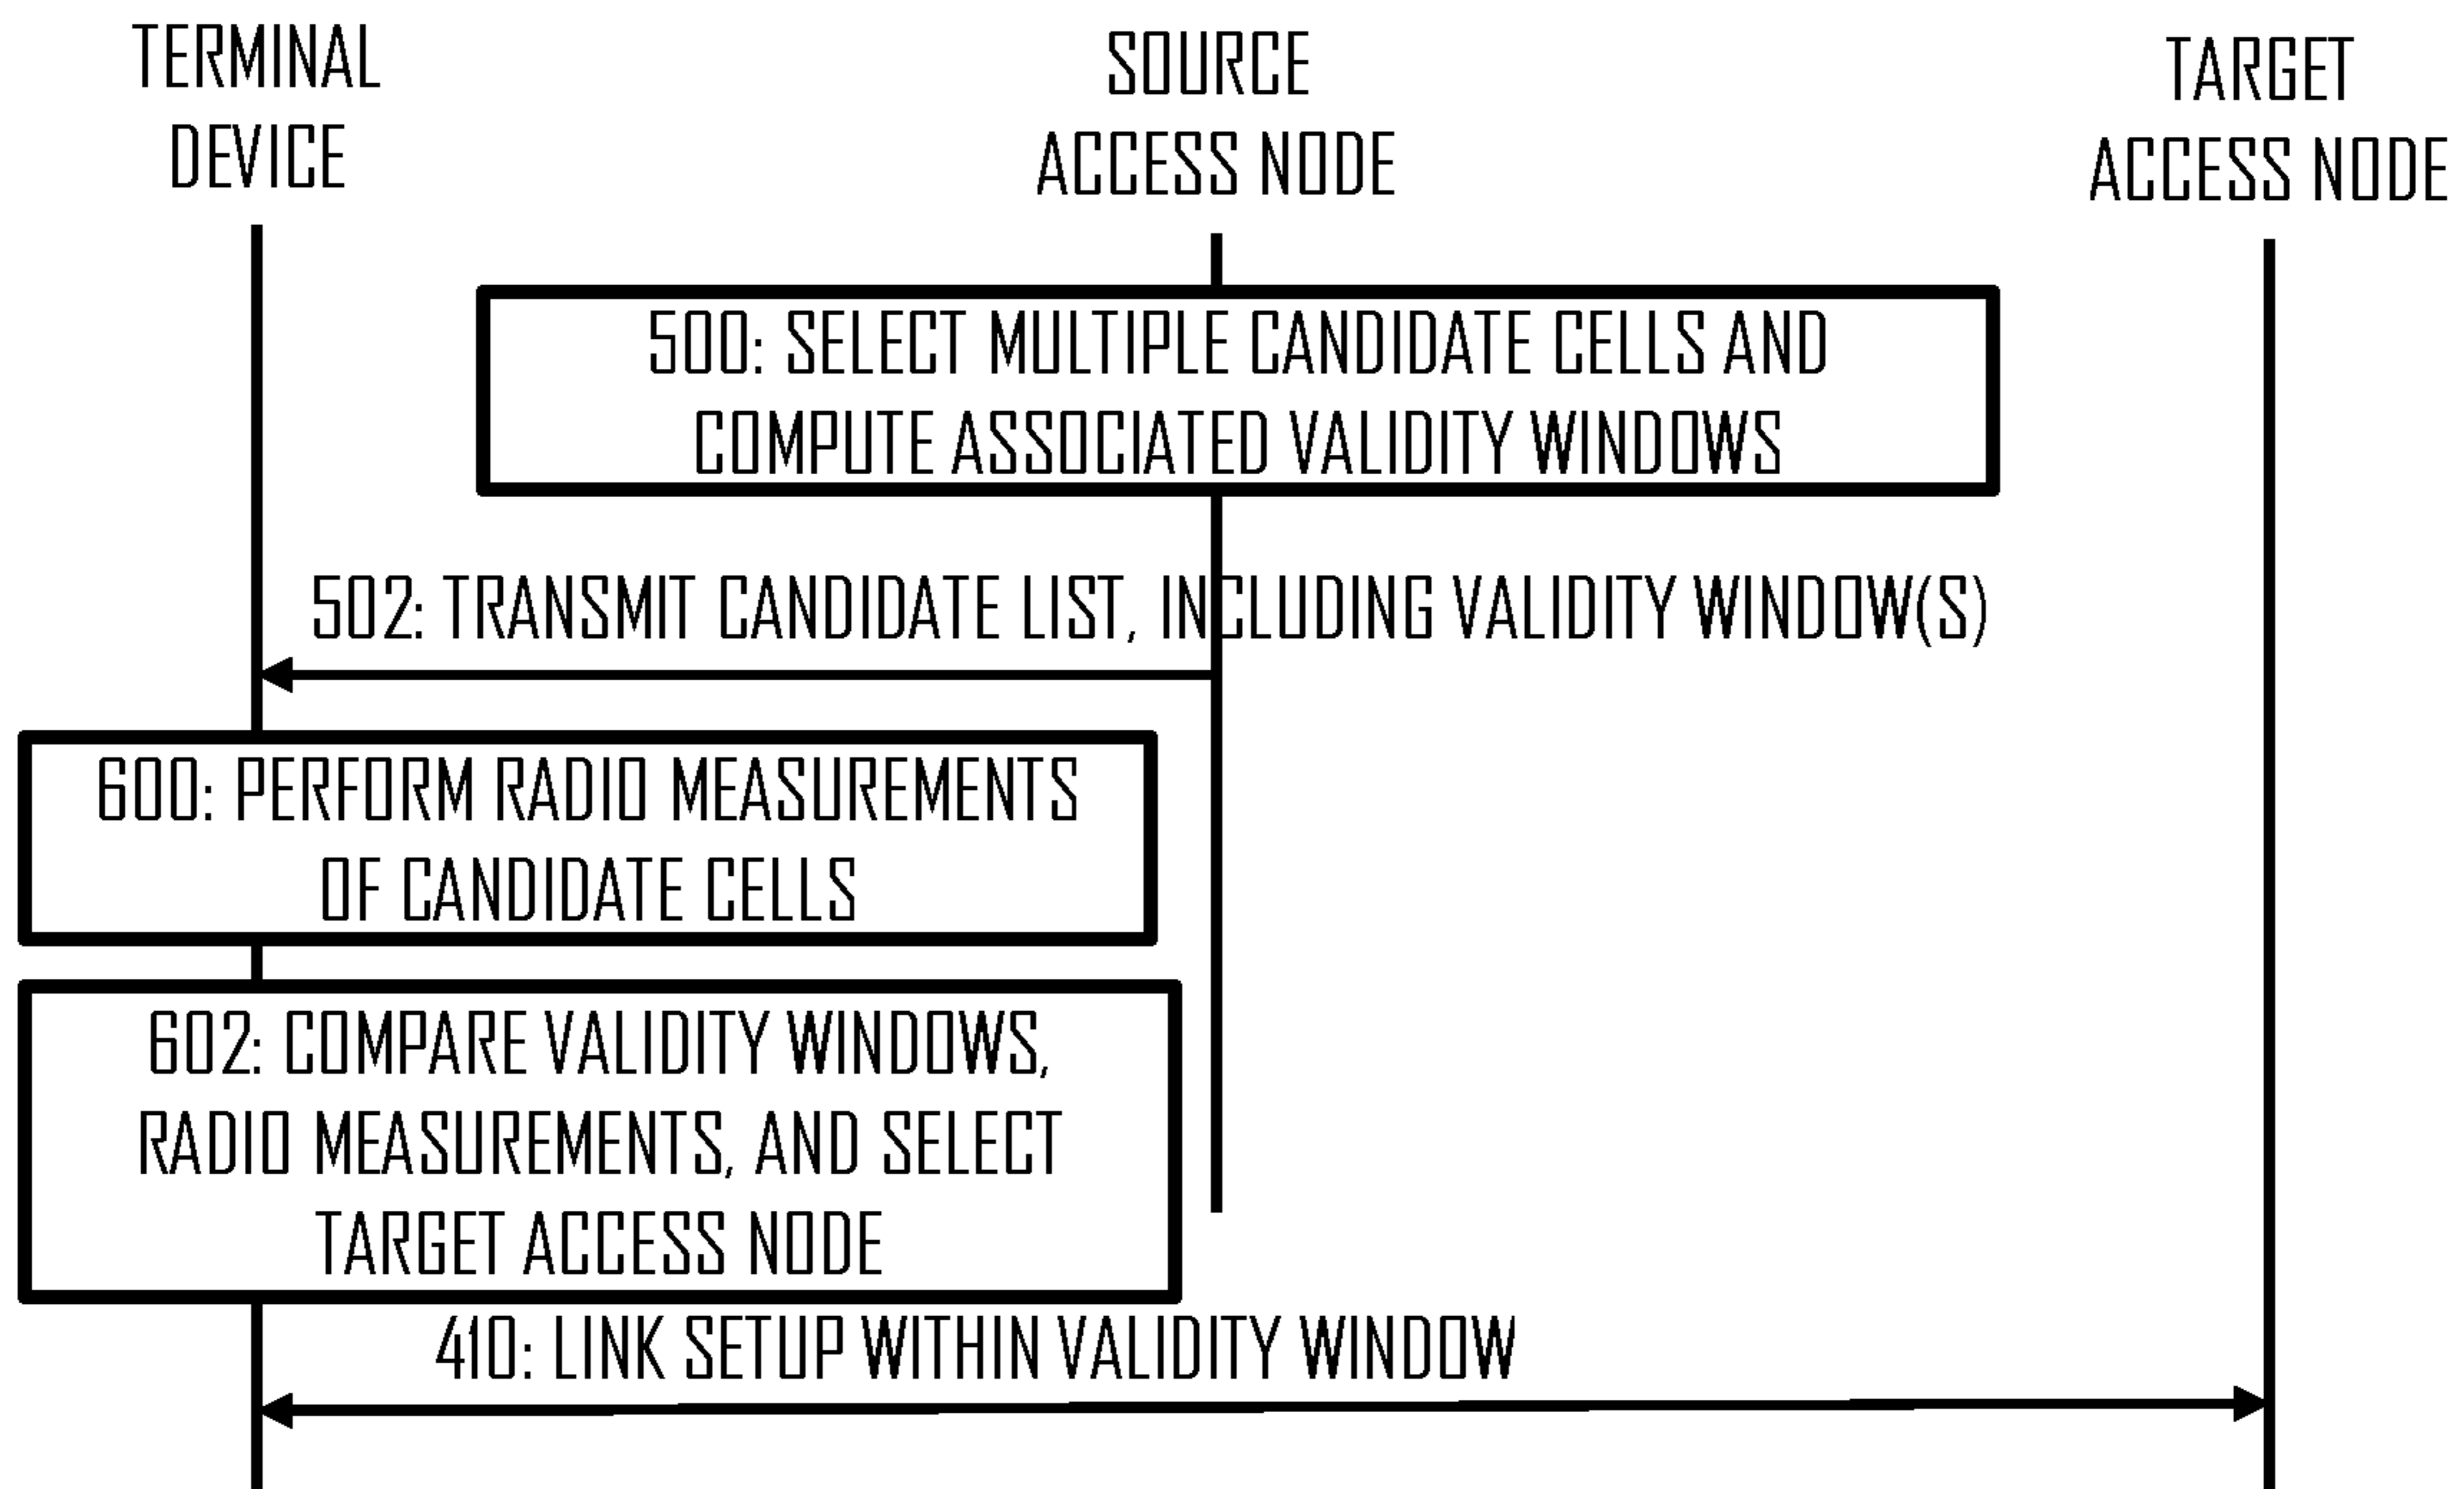 TERMINAL
DEVICE
SOURCE
ACCESS NODE
TARGET
ACCESS NODE
500: SELECT MULTIPLE CANDIDATE CELLS AND
COMPUTE ASSOCIATED VALIDITY WINDOWS
502: TRANSMIT CANDIDATE LIST, INCLUDING VALIDITY WINDOW(S)
600: PERFORM RADIO MEASUREMENTS
OF CANDIDATE CELLS
602: COMPARE VALIDITY WINDOWS,
RADIO MEASUREMENTS, AND SELECT
TARGET ACCESS NODE
410: LINK SETUP WITHIN VALIDITY WINDOW